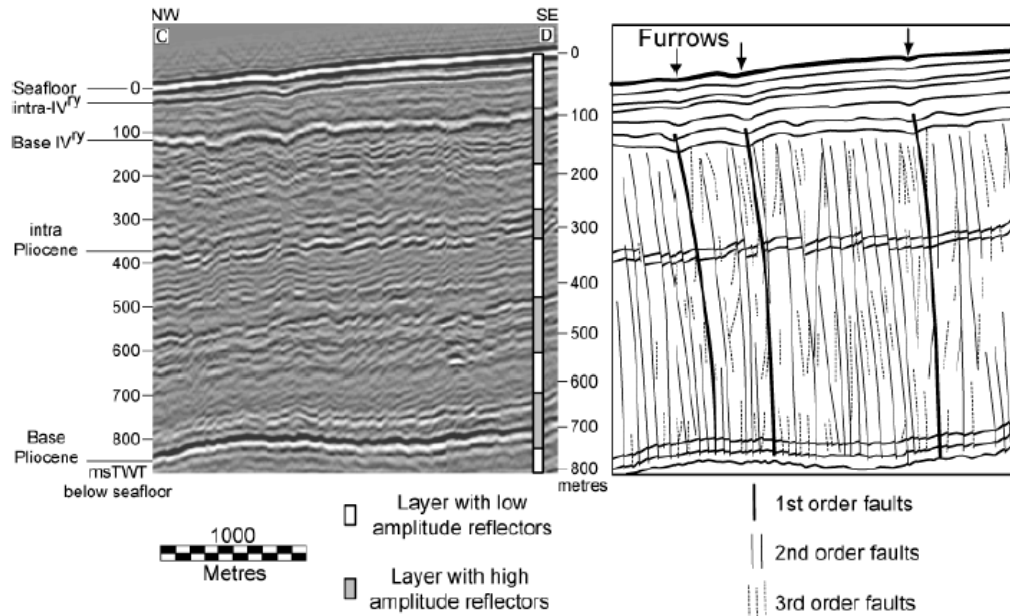 NW
SE
C
D
Furrows
Seafloor
intra-IVʳʸ
Base IVʳʸ
intra
Pliocene
Base
Pliocene
0
100
200
300
400
500
600
700
800
msTWT
below seafloor
0
100
200
300
400
500
600
700
800
metres
1000
Metres
Layer with low
amplitude reflectors
Layer with high
amplitude reflectors
1st order faults
2nd order faults
3rd order faults